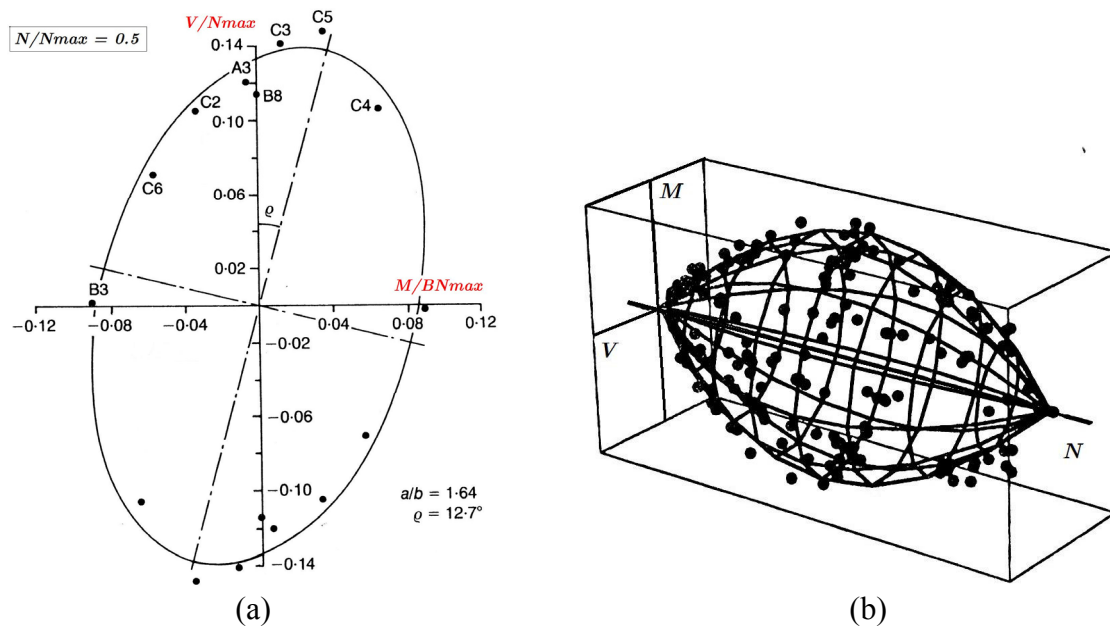 V/Nmax
N/Nmax = 0.5
C3
C5
0·14
A3
B8
C2
C4
0·10
C6
0·06
ϱ
0·02
M/BNmax
B3
−0·12
−0·08
−0·04
0·04
0·08
0·12
−0·02
−0·06
−0·10
a/b = 1·64
ϱ = 12·7°
−0·14
(a)
M
V
N
(b)